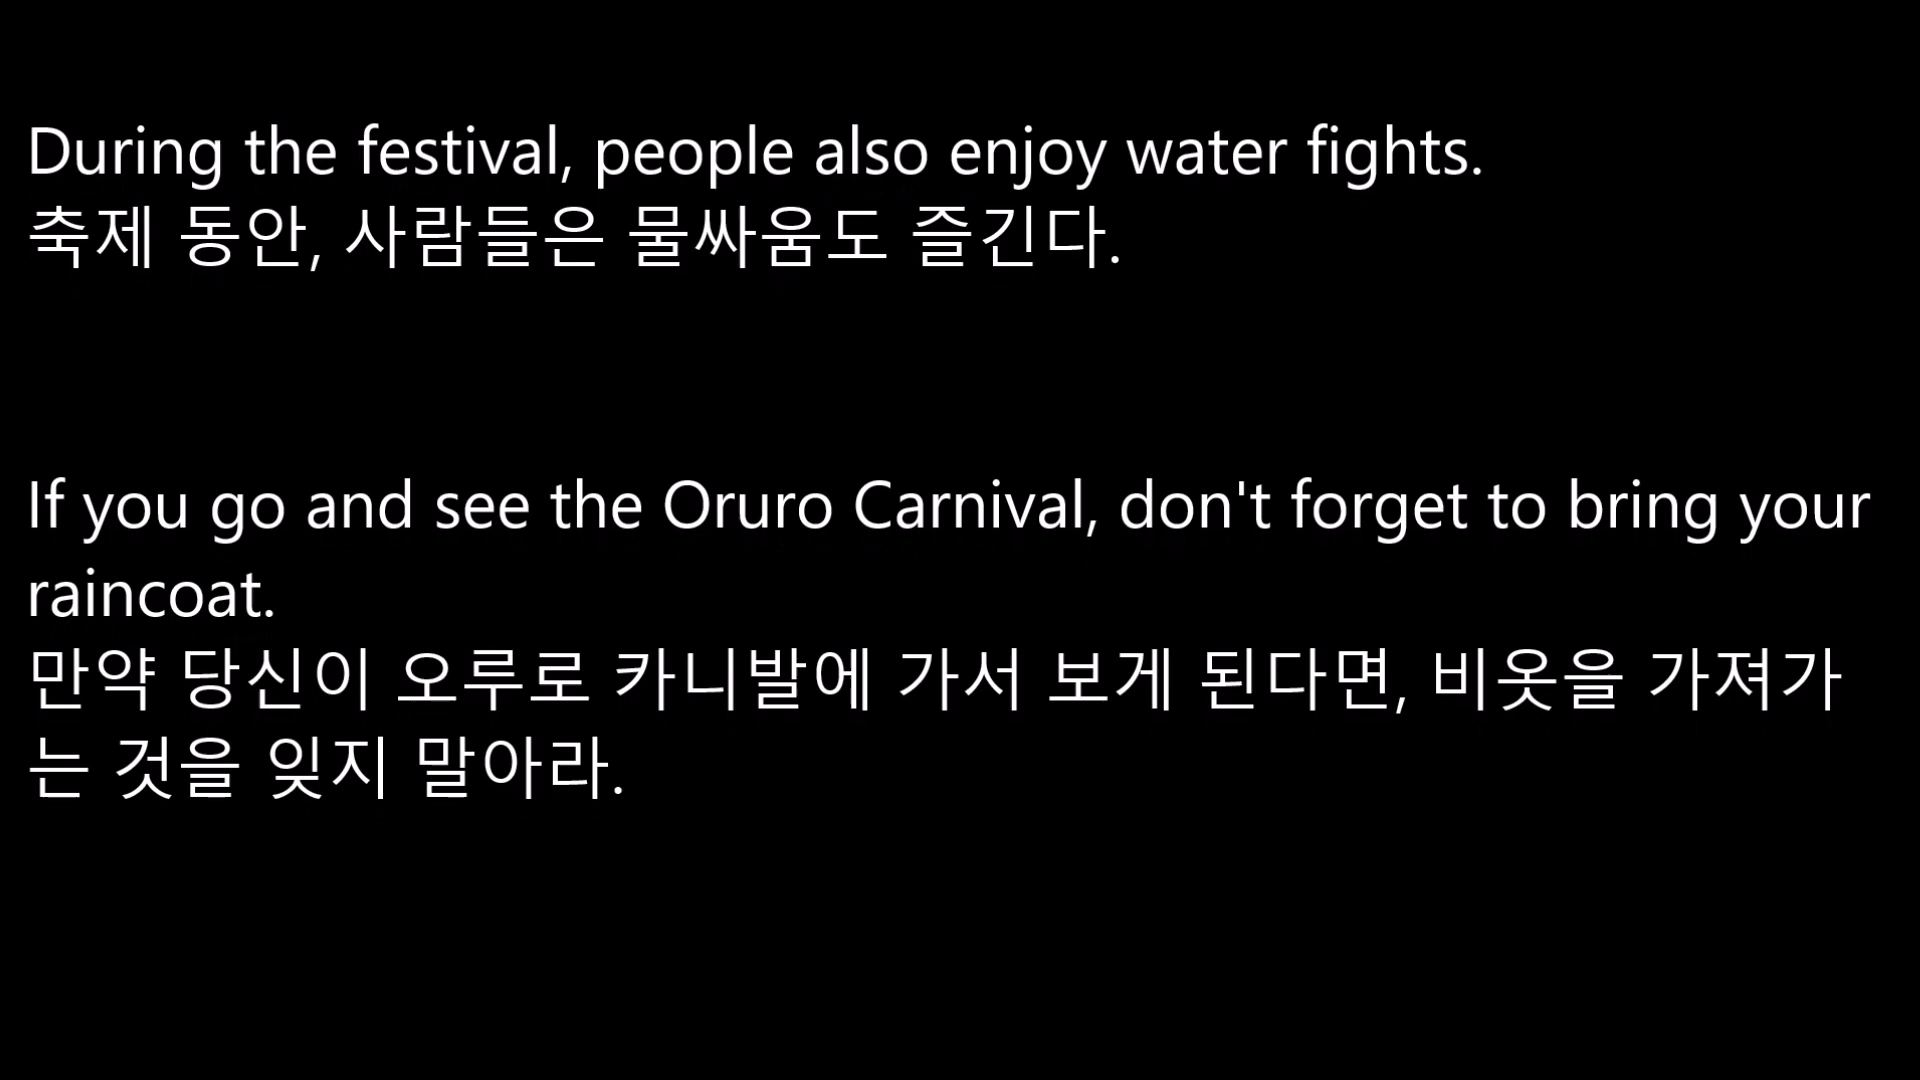 During the festival, people also enjoy water fights.
축제 동안, 사람들은 물싸움도 즐긴다.
If you go and see the Oruro Carnival, don't forget to bring your
raincoat.
만약 당신이 오루로 카니발에 가서 보게 된다면, 비옷을 가져가
는 것을 잊지 말아라.